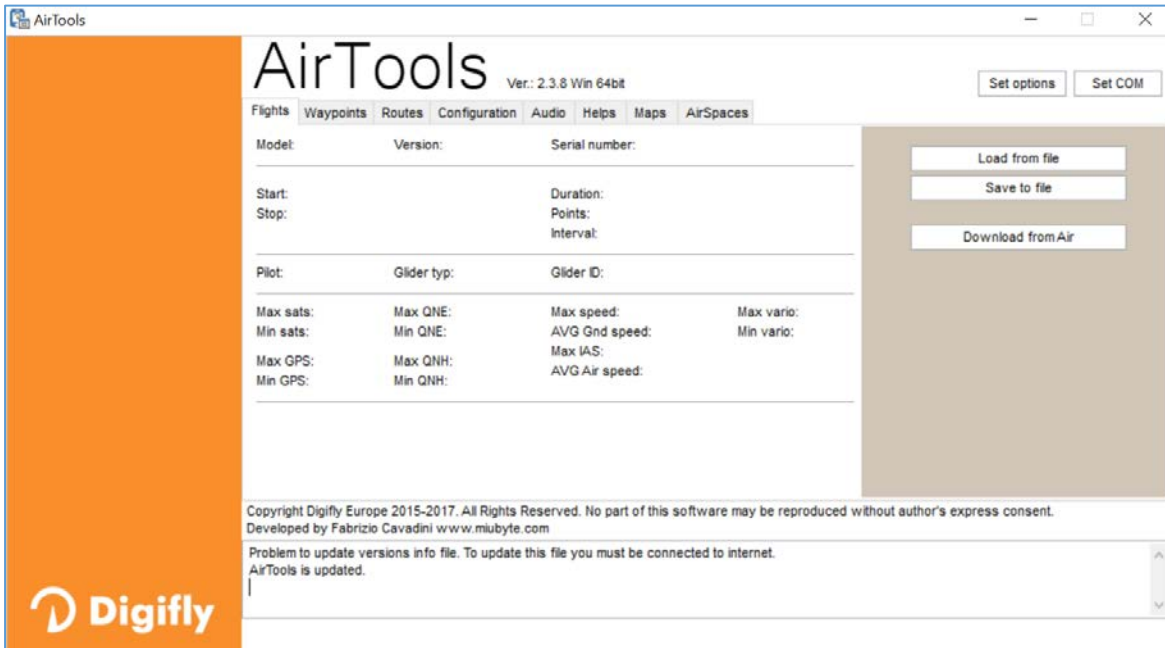 AirTools
AirTools Ver.: 2.3.8 Win 64bit
Set options Set COM
Flights Waypoints Routes Configuration Audio Helps Maps AirSpaces
Model: Version: Serial number:
Load from file
Save to file
Start: Duration:
Stop: Points:
Interval:
Download from Air
Pilot: Glider typ: Glider ID:
Max sats: Max QNE: Max speed: Max vario:
Min sats: Min QNE: AVG Gnd speed: Min vario:
Max IAS:
Max GPS: Max QNH:
AVG Air speed:
Min GPS: Min QNH:
Copyright Digifly Europe 2015-2017. All Rights Reserved. No part of this software may be reproduced without author's express consent.
Developed by Fabrizio Cavadini www.miubyte.com
Problem to update versions info file. To update this file you must be connected to internet.
AirTools is updated.
Digifly